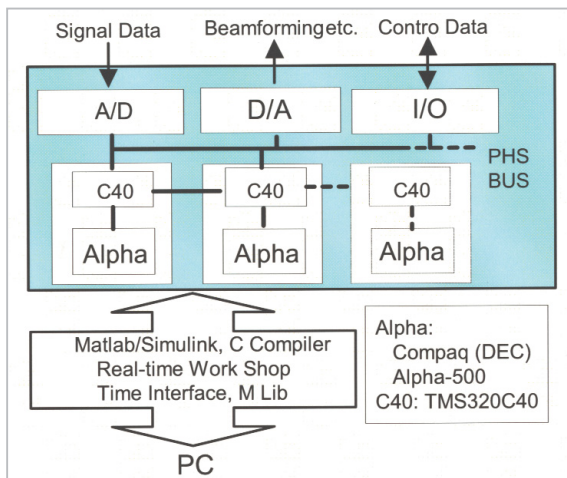 Signal Data
Beamformingetc.
Contro Data
A/D
D/A
I/O
PHS
BUS
C40
C40
C40
Alpha
Alpha
Alpha
Matlab/Simulink, C Compiler
Real-time Work Shop
Time Interface, M Lib
PC
Alpha:
Compaq (DEC)
Alpha-500
C40: TMS320C40